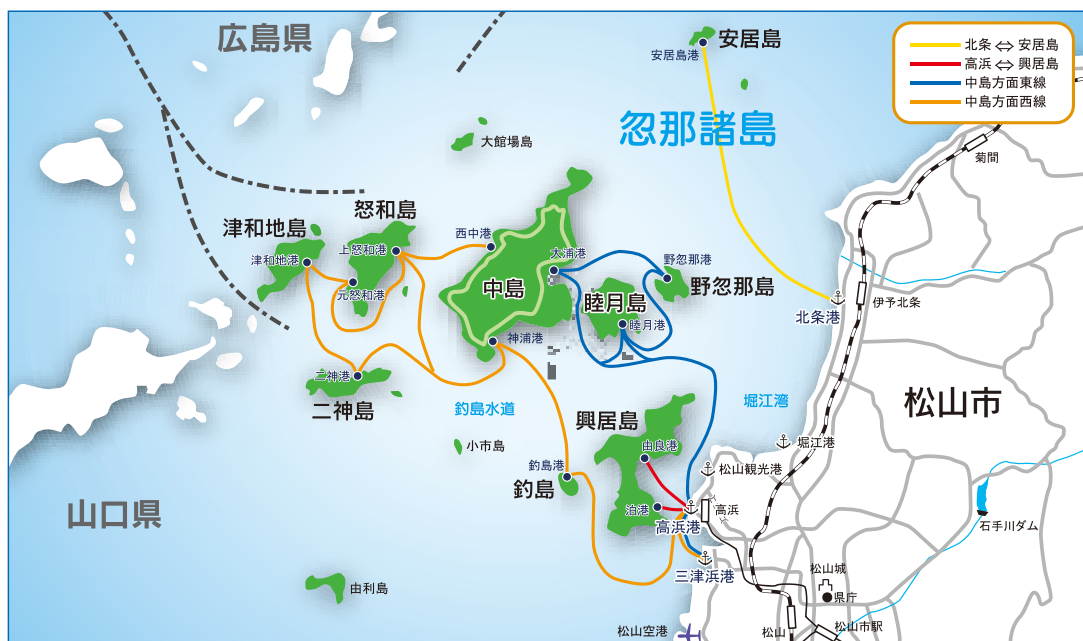 広島県
安居島
安居島港
北条 ⇔ 安居島
高浜 ⇔ 興居島
中島方面東線
中島方面西線
忽那諸島
大館場島
菊間
怒和島
津和地島
上怒和港
西中港
津和地港
元怒和港
大浦港
野忽那港
中島
野忽那島
睦月島
睦月港
北条港
伊予北条
神浦港
二神港
二神島
釣島水道
堀江湾
松山市
興居島
小市島
由良港
堀江港
釣島港
釣島
松山観光港
泊港
高浜
高浜港
山口県
石手川ダム
三津浜港
松山城
県庁
由利島
松山空港
松山
松山市駅